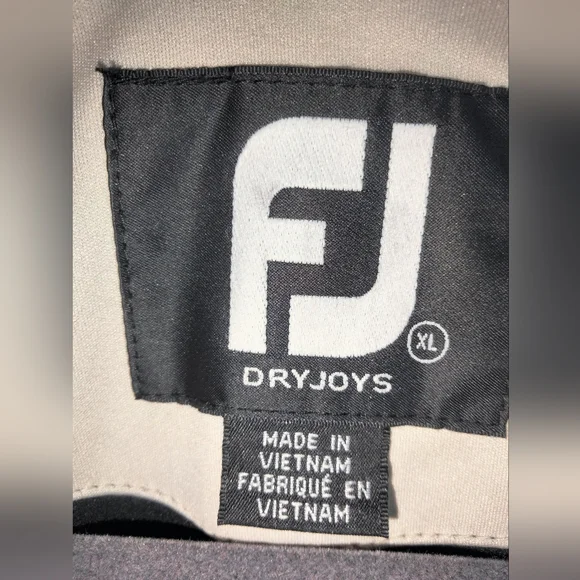 FJ
XL
DRYJOYS
MADE IN
VIETNAM
FABRIQUÉ EN
VIETNAM